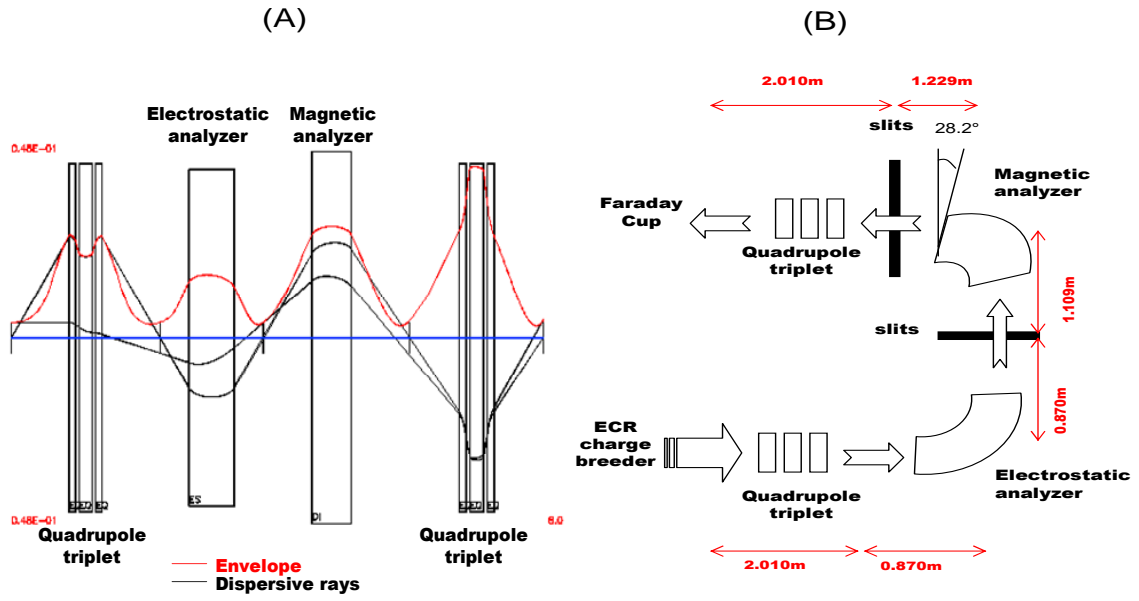 (A)
Electrostatic
analyzer
Magnetic
analyzer
0.48E-01
ES
DI
EQ
0.48E-01
6.0
Quadrupole
triplet
Quadrupole
triplet
Envelope
Dispersive rays
(B)
2.010m
1.229m
slits
28.2°
Magnetic
analyzer
Faraday
Cup
Quadrupole
triplet
1.109m
slits
0.870m
ECR
charge
breeder
Quadrupole
triplet
Electrostatic
analyzer
2.010m
0.870m